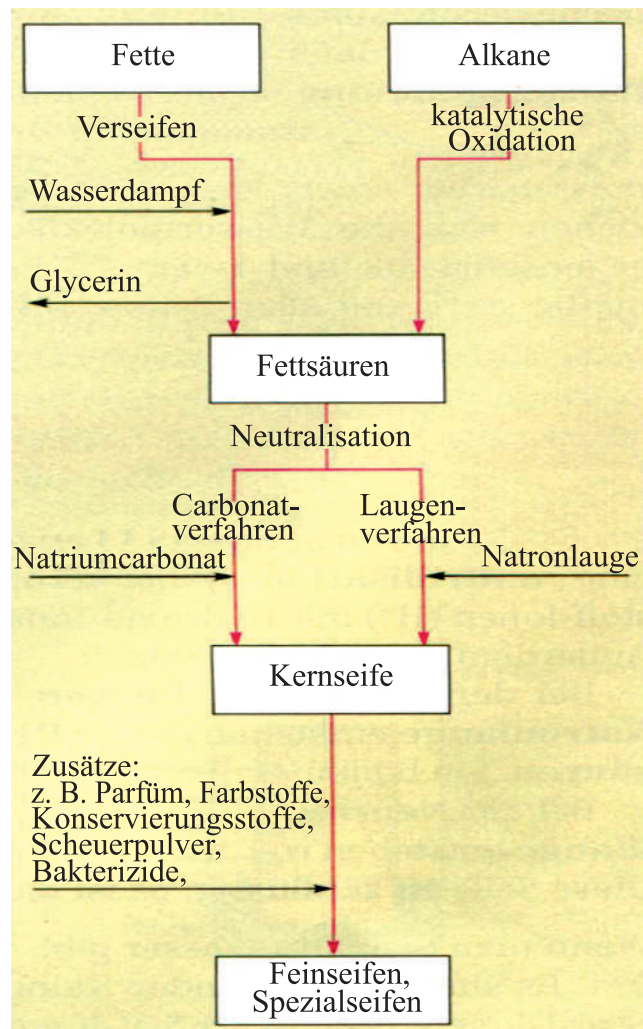 Fette
Alkane
Verseifen
katalytische
Oxidation
Wasserdampf
Glycerin
Fettsäuren
Neutralisation
Carbonat-
verfahren
Laugen-
verfahren
Natriumcarbonat
Natronlauge
Kernseife
Zusätze:
z. B. Parfüm, Farbstoffe,
Konservierungsstoffe,
Scheuerpulver,
Bakterizide,
Feinseifen,
Spezialseifen